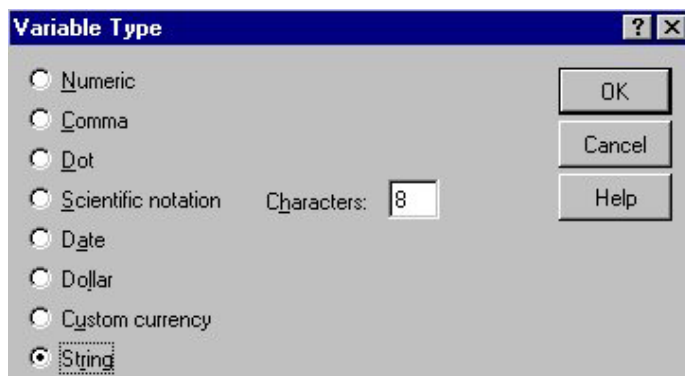 Variable Type
Numeric
OK
Comma
Cancel
Dot
Scientific notation Characters: 8
Help
Date
Dollar
Custom currency
String